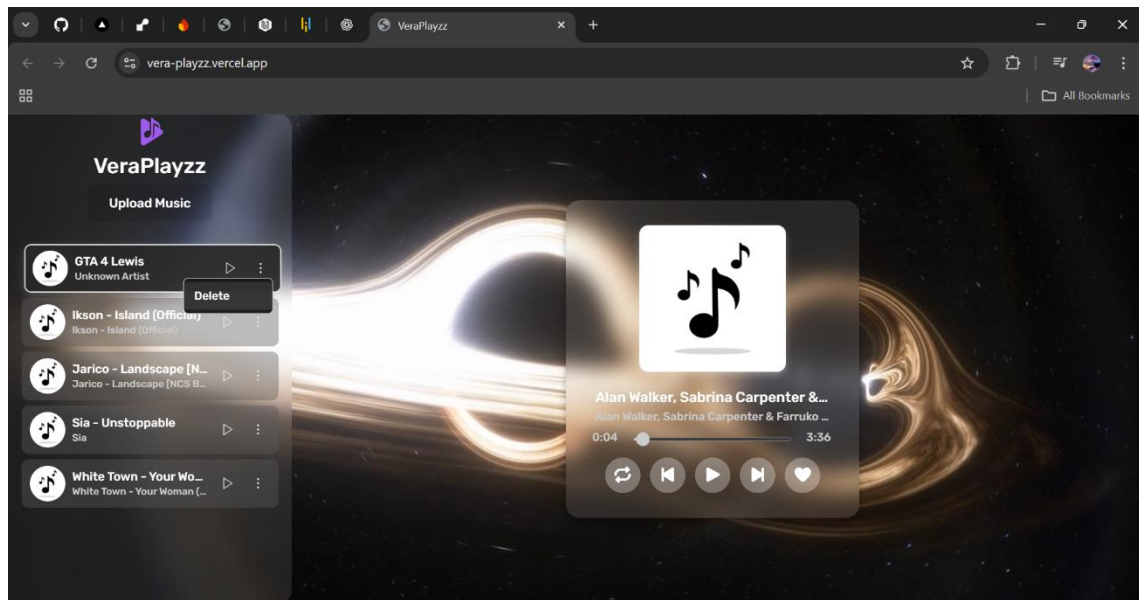 VeraPlayzz
vera-playzz.vercel.app
All Bookmarks
VeraPlayzz
Upload Music
GTA 4 Lewis
Unknown Artist
Delete
Ikson - Island (Official)
Ikson - Island (Official)
Jarico - Landscape [N...
Jarico - Landscape [NCS B...
Sia - Unstoppable
Sia
White Town - Your Wo...
White Town - Your Woman (...
Alan Walker, Sabrina Carpenter &...
Alan Walker, Sabrina Carpenter & Farruko ...
0:04 3:36